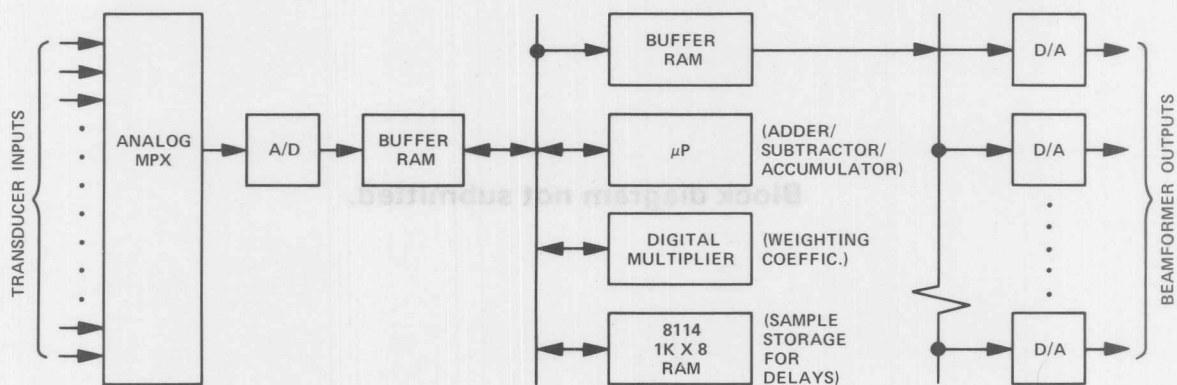 TRANSDUCER INPUTS
ANALOG
MPX
A/D
BUFFER
RAM
BUFFER
RAM
μP
(ADDER/
SUBTRACTOR/
ACCUMULATOR)
DIGITAL
MULTIPLIER
(WEIGHTING
COEFFIC.)
8114
1K X 8
RAM
(SAMPLE
STORAGE
FOR
DELAYS)
D/A
D/A
D/A
BEAMFORMER OUTPUTS
Block diagram not submitted.